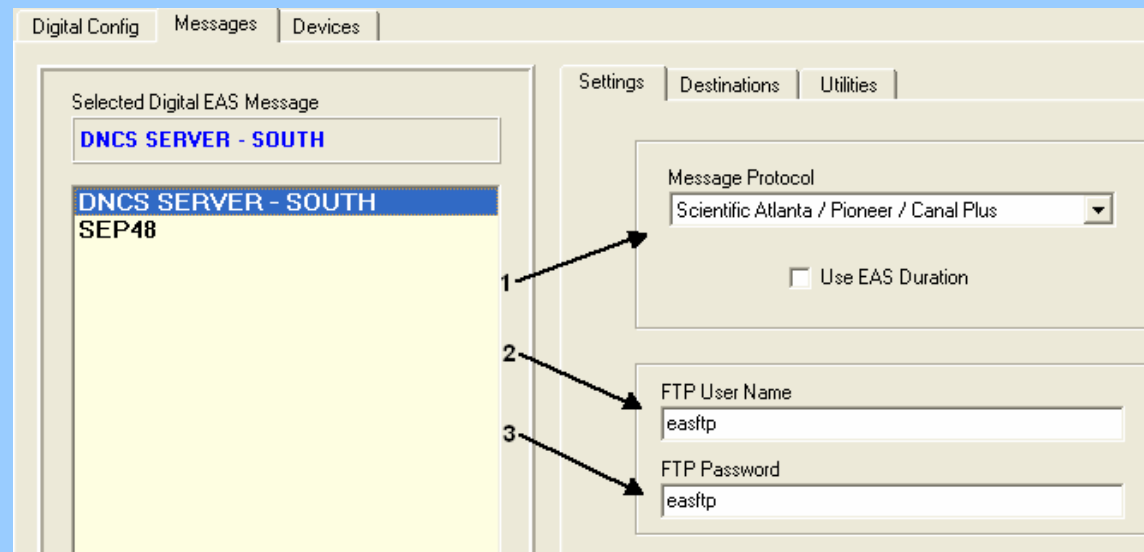 Digital Config Messages Devices
Selected Digital EAS Message
DNCS SERVER - SOUTH
DNCS SERVER - SOUTH
SEP48
Settings Destinations Utilities
Message Protocol
Scientific Atlanta / Pioneer / Canal Plus
1
Use EAS Duration
2
FTP User Name
easftp
3
FTP Password
easftp